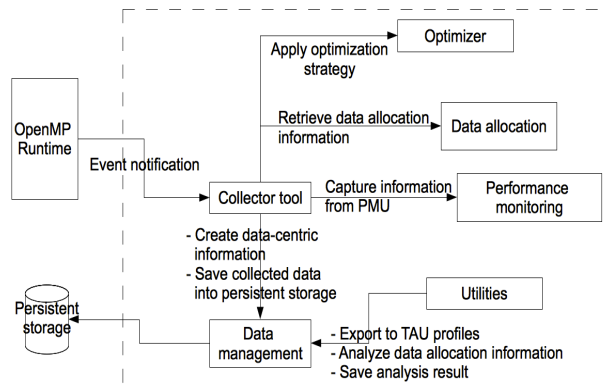 Optimizer
Apply optimization
strategy
OpenMP
Runtime
Retrieve data allocation
information
Data allocation
Event notification
Collector tool
Capture information
from PMU
Performance
monitoring
- Create data-centric
information
- Save collected data
into persistent storage
Utilities
Persistent
storage
Data
management
- Export to TAU profiles
- Analyze data allocation information
- Save analysis result